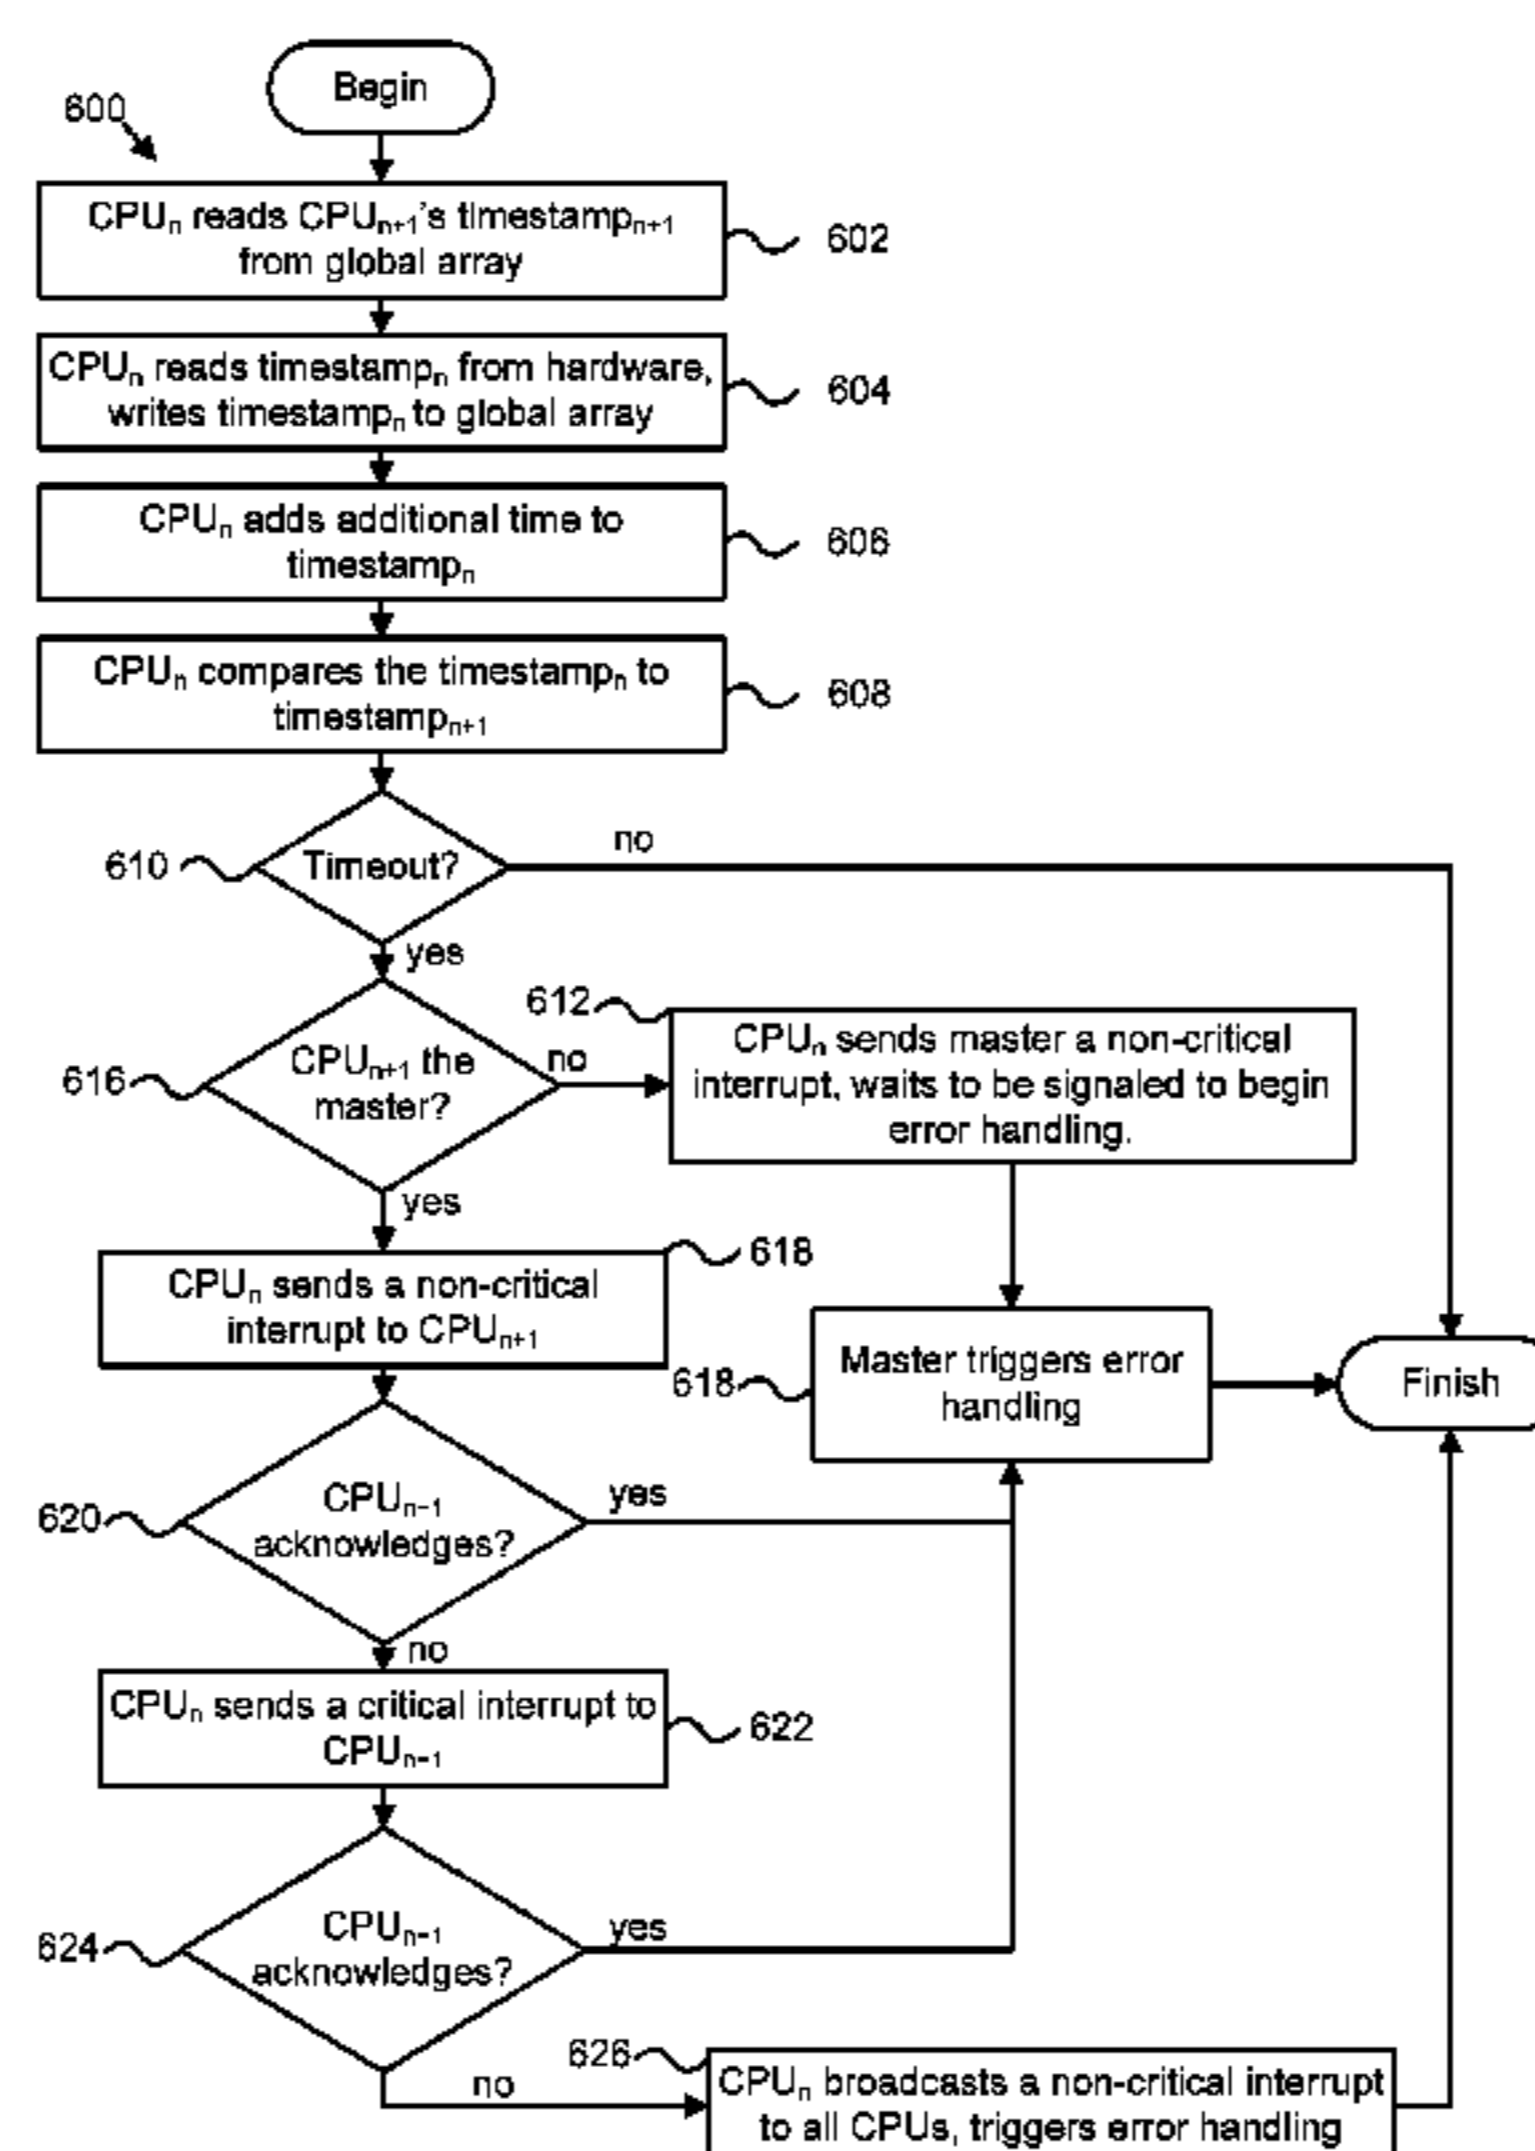 Begin
600
CPUn reads CPUn+1's timestampn+1
from global array
602
CPUn reads timestampn from hardware,
writes timestampn to global array
604
CPUn adds additional time to
timestampn
606
CPUn compares the timestampn to
timestampn+1
608
610
Timeout?
no
yes
616
CPUn+1 the
master?
no
612
CPUn sends master a non-critical
interrupt, waits to be signaled to begin
error handling.
yes
618
CPUn sends a non-critical
interrupt to CPUn+1
618
Master triggers error
handling
Finish
620
CPUn-1
acknowledges?
yes
no
CPUn sends a critical interrupt to
CPUn-1
622
624
CPUn-1
acknowledges?
yes
no
626
CPUn broadcasts a non-critical interrupt
to all CPUs, triggers error handling